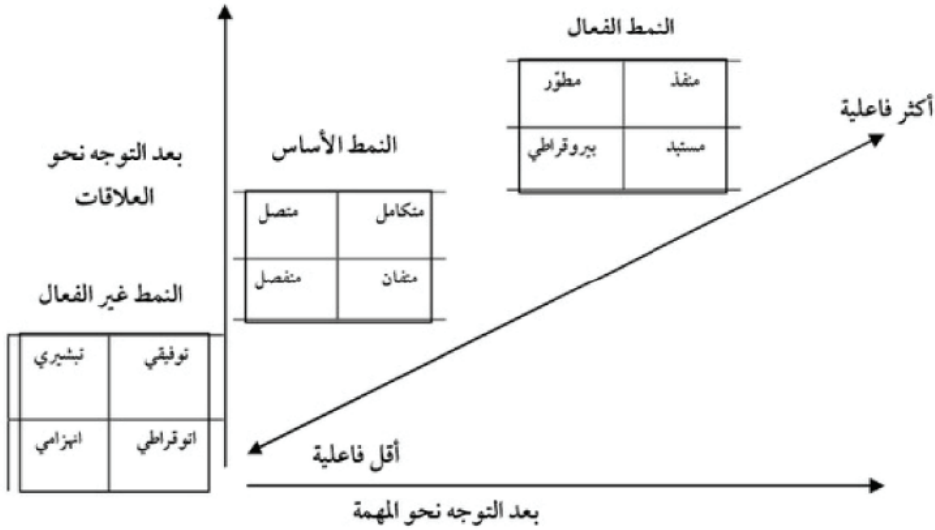 النمط الفعال
منفذ
مطوّر
مستبد
بيروقراطي
أكثر فاعلية
النمط الأساس
متكامل
متصل
متفان
منفصل
بعد التوجه نحو
العلاقات
النمط غير الفعال
توفيقي
تبشيري
اتوقراطي
انهزامي
أقل فاعلية
بعد التوجه نحو المهمة